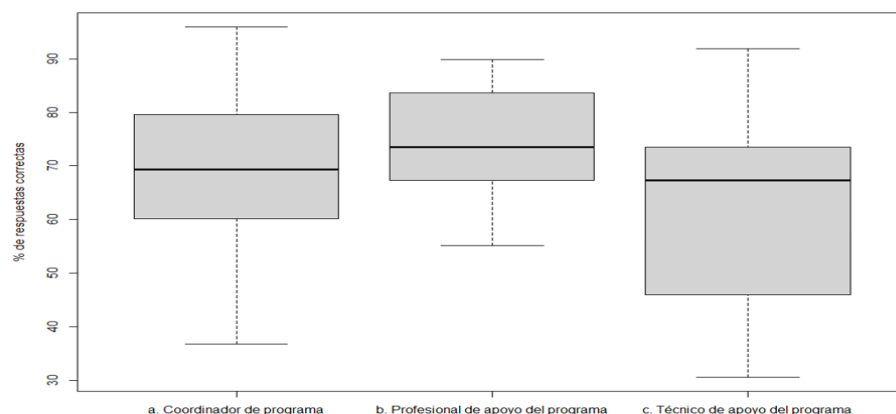 % de respuestas correctas
90
80
70
60
50
40
30
a. Coordinador de programa
b. Profesional de apoyo del programa
c. Técnico de apoyo del programa